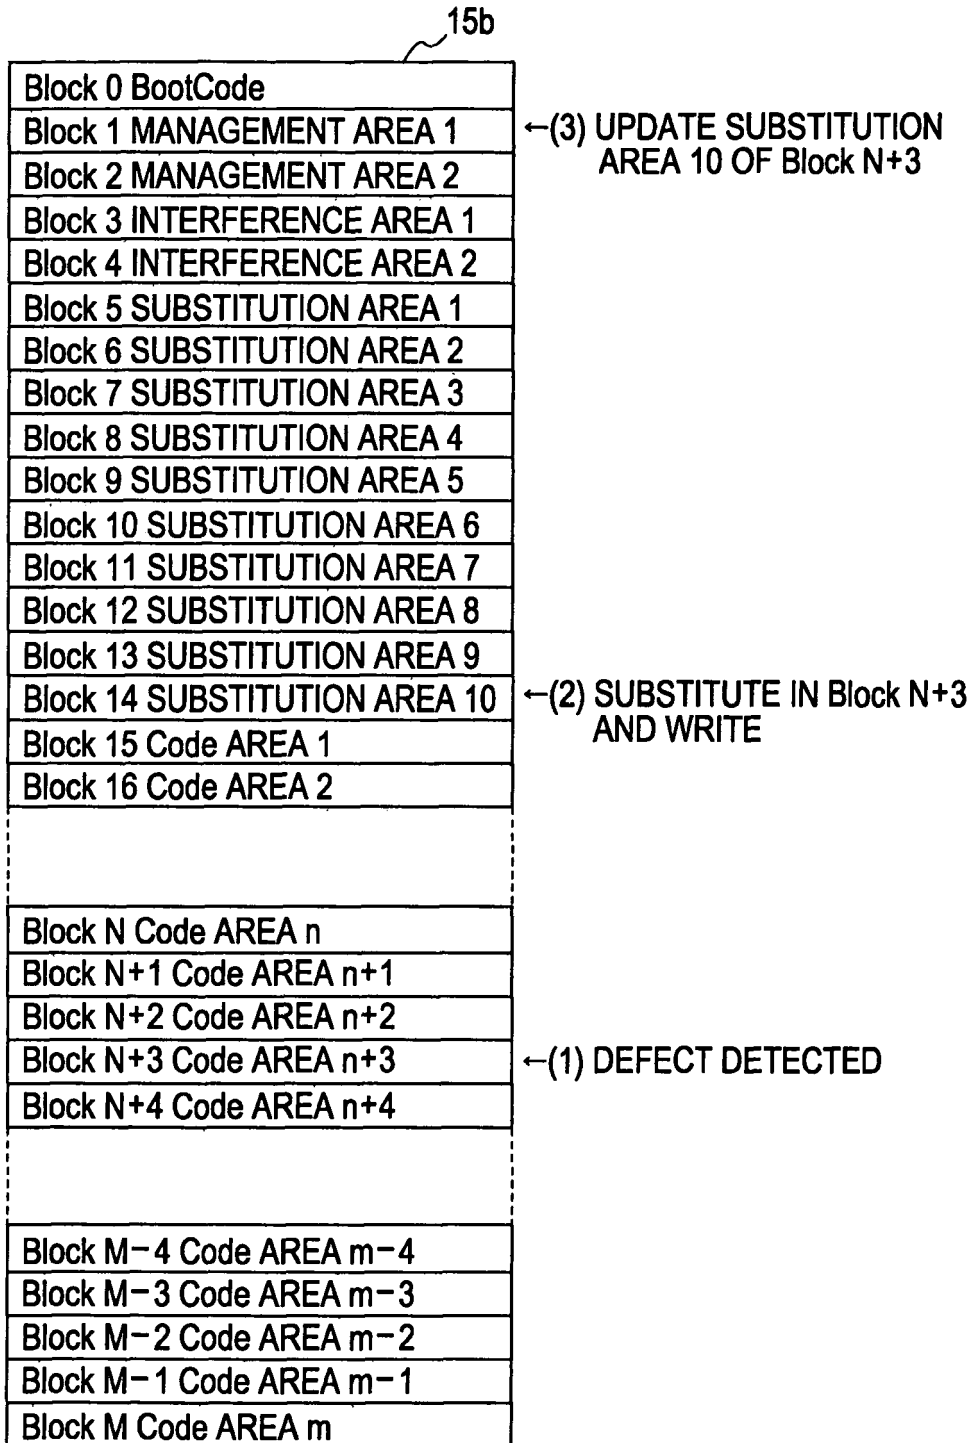 15b
Block 0 BootCode
Block 1 MANAGEMENT AREA 1
←(3) UPDATE SUBSTITUTION
AREA 10 OF Block N+3
Block 2 MANAGEMENT AREA 2
Block 3 INTERFERENCE AREA 1
Block 4 INTERFERENCE AREA 2
Block 5 SUBSTITUTION AREA 1
Block 6 SUBSTITUTION AREA 2
Block 7 SUBSTITUTION AREA 3
Block 8 SUBSTITUTION AREA 4
Block 9 SUBSTITUTION AREA 5
Block 10 SUBSTITUTION AREA 6
Block 11 SUBSTITUTION AREA 7
Block 12 SUBSTITUTION AREA 8
Block 13 SUBSTITUTION AREA 9
Block 14 SUBSTITUTION AREA 10
←(2) SUBSTITUTE IN Block N+3
AND WRITE
Block 15 Code AREA 1
Block 16 Code AREA 2
Block N Code AREA n
Block N+1 Code AREA n+1
Block N+2 Code AREA n+2
Block N+3 Code AREA n+3
←(1) DEFECT DETECTED
Block N+4 Code AREA n+4
Block M-4 Code AREA m-4
Block M-3 Code AREA m-3
Block M-2 Code AREA m-2
Block M-1 Code AREA m-1
Block M Code AREA m